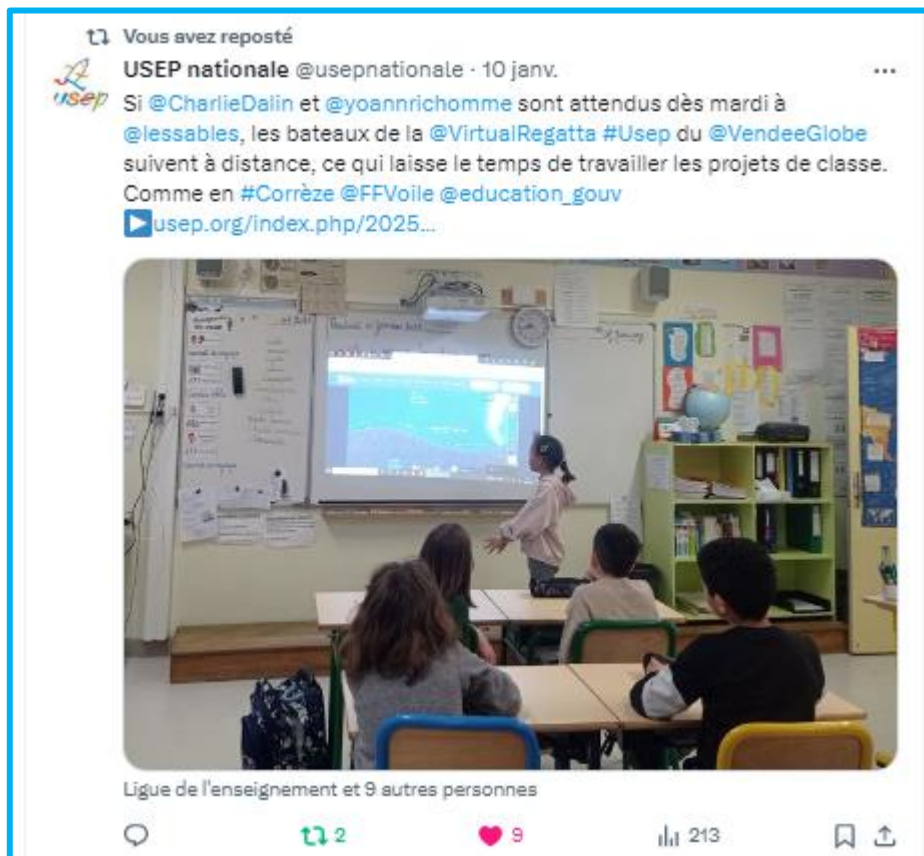 Vous avez reposté
usep
USEP nationale @usepnationale · 10 janv.
Si @CharlieDalin et @yoannrichomme sont attendus dès mardi à
@lessables, les bateaux de la @VirtualRegatta #Usep du @VendeeGlobe
suivent à distance, ce qui laisse le temps de travailler les projets de classe.
Comme en #Corrèze @FFVoile @education_gouv
usep.org/index.php/2025...
Ligue de l'enseignement et 9 autres personnes
2
9
213